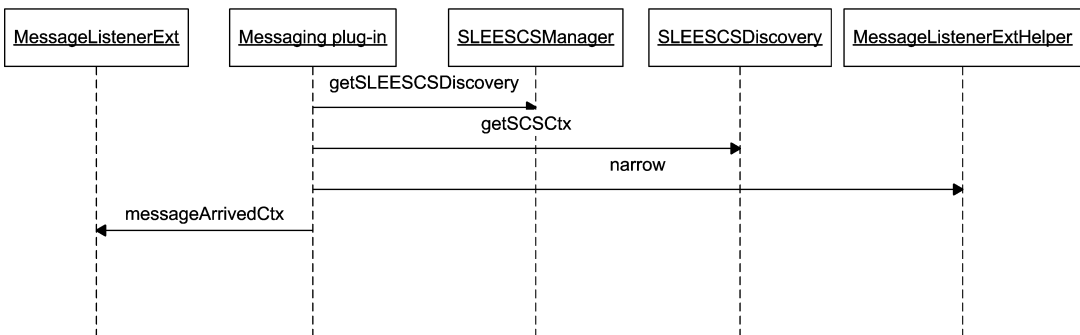 MessageListenerExt
Messaging plug-in
SLEESCSManager
SLEESCSDiscovery
MessageListenerExtHelper
getSLEESCSDiscovery
getSCSCtx
narrow
messageArrivedCtx